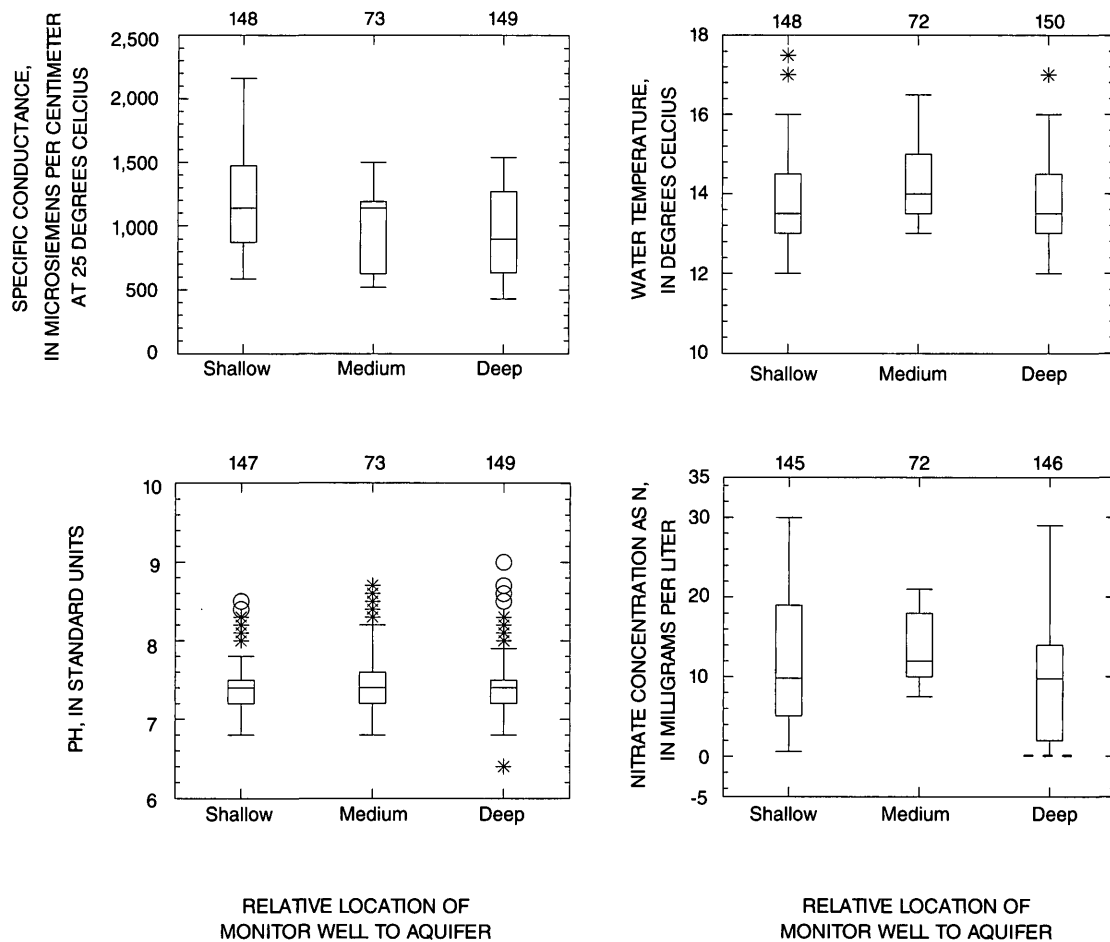 148 73 149
SPECIFIC CONDUCTANCE,
IN MICROSIEMENS PER CENTIMETER
AT 25 DEGREES CELCIUS
2,500
2,000
1,500
1,000
500
0
Shallow Medium Deep
148 72 150
WATER TEMPERATURE,
IN DEGREES CELCIUS
18
16
14
12
10
Shallow Medium Deep
147 73 149
PH, IN STANDARD UNITS
10
9
8
7
6
Shallow Medium Deep
RELATIVE LOCATION OF
MONITOR WELL TO AQUIFER
145 72 146
NITRATE CONCENTRATION AS N,
IN MILLIGRAMS PER LITER
35
30
20
10
0
-5
Shallow Medium Deep
RELATIVE LOCATION OF
MONITOR WELL TO AQUIFER